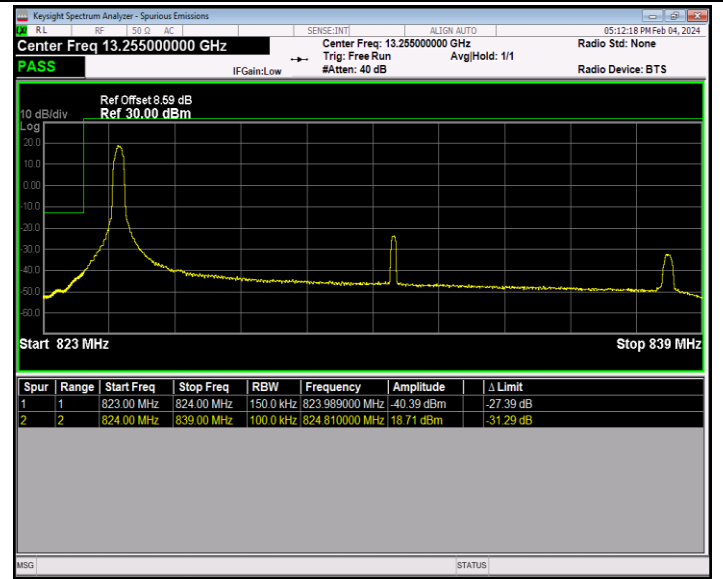 Keysight Spectrum Analyzer - Spurious Emissions
RL RF 50 Ω AC SENSE:INT ALIGN AUTO 05:12:18 PM Feb 04, 2024
Center Freq 13.255000000 GHz Center Freq: 13.255000000 GHz Radio Std: None
Trig: Free Run Avg|Hold: 1/1
PASS IFGain:Low #Atten: 40 dB Radio Device: BTS
Ref Offset 8.59 dB
10 dB/div Ref 30.00 dBm
Log
20.0
10.0
0.00
-10.0
-20.0
-30.0
-40.0
-50.0
-60.0
Start 823 MHz Stop 839 MHz
Spur Range Start Freq Stop Freq RBW Frequency Amplitude Δ Limit
1 1 823.00 MHz 824.00 MHz 150.0 kHz 823.989000 MHz -40.39 dBm -27.39 dB
2 2 824.00 MHz 839.00 MHz 100.0 kHz 824.810000 MHz 18.71 dBm -31.29 dB
MSG STATUS